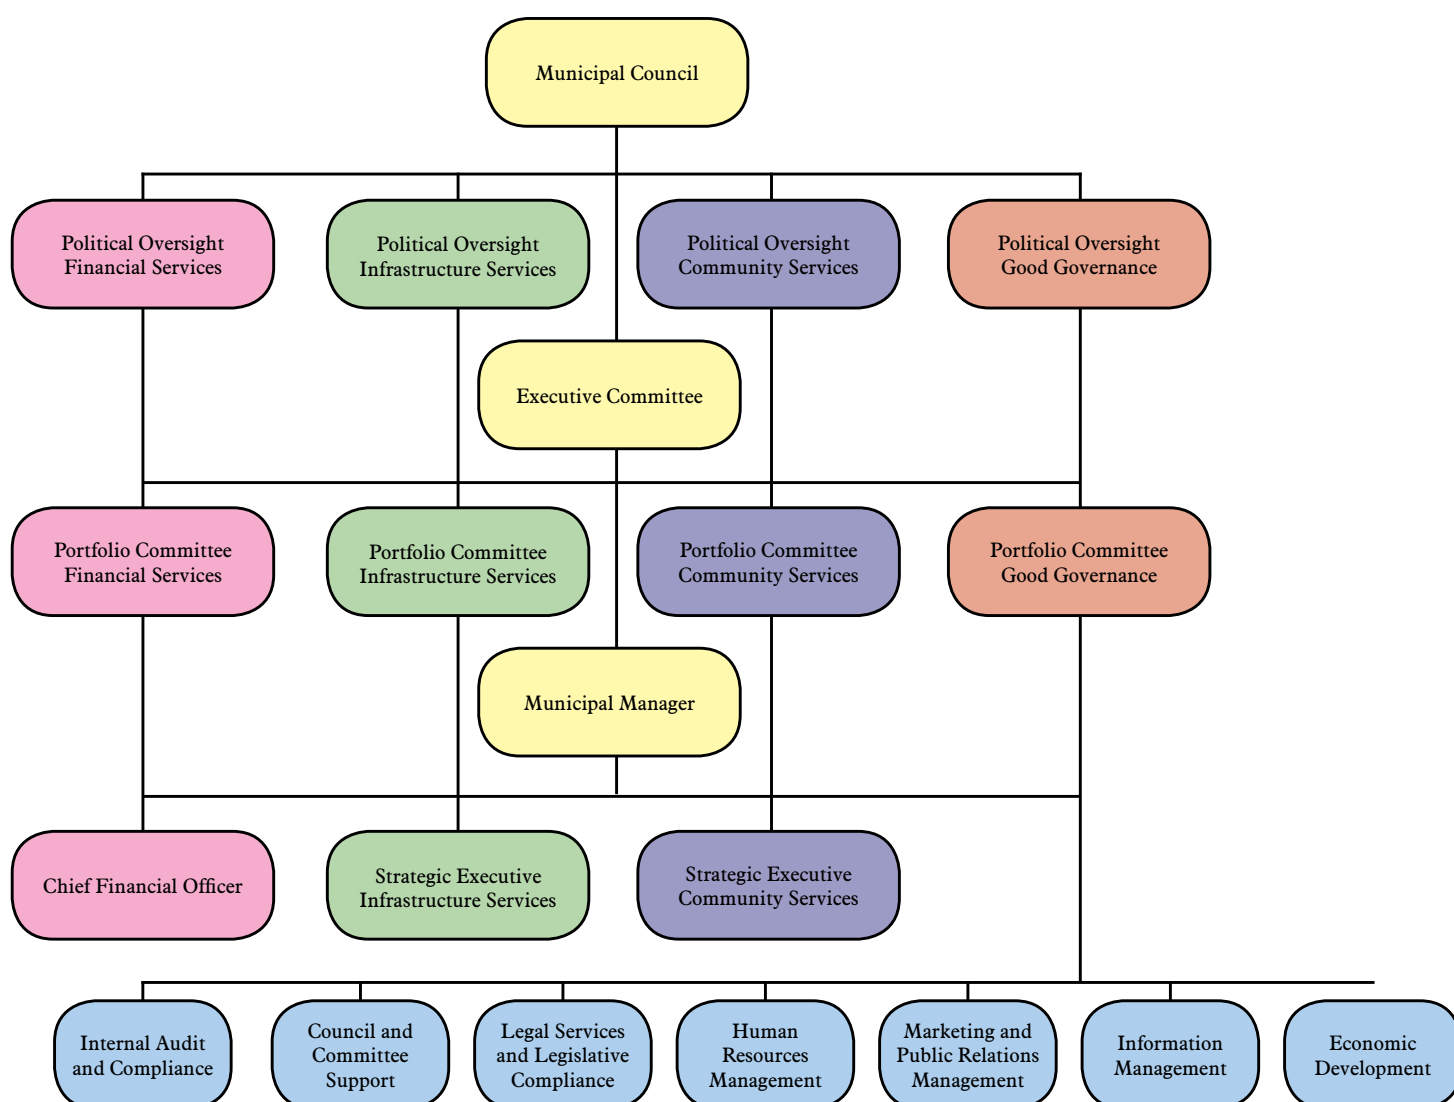 Municipal Council
Political Oversight
Financial Services
Political Oversight
Infrastructure Services
Political Oversight
Community Services
Political Oversight
Good Governance
Executive Committee
Portfolio Committee
Financial Services
Portfolio Committee
Infrastructure Services
Portfolio Committee
Community Services
Portfolio Committee
Good Governance
Municipal Manager
Chief Financial Officer
Strategic Executive
Infrastructure Services
Strategic Executive
Community Services
Internal Audit
and Compliance
Council and
Committee
Support
Legal Services
and Legislative
Compliance
Human
Resources
Management
Marketing and
Public Relations
Management
Information
Management
Economic
Development